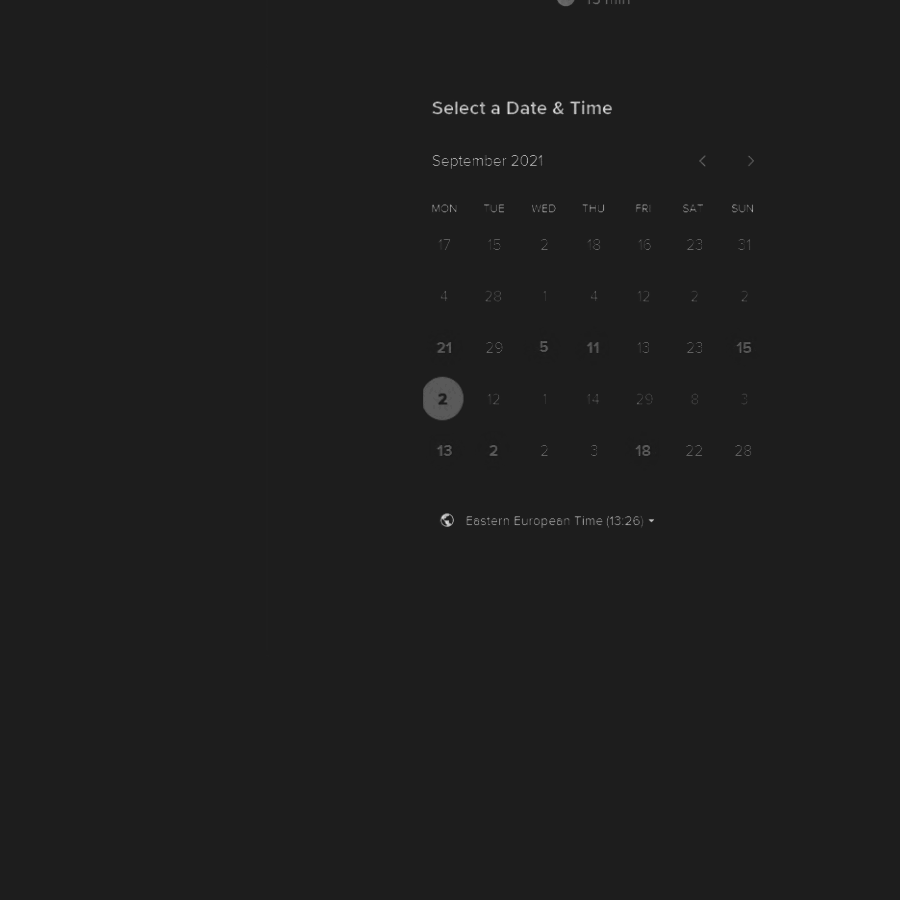 15 min
Select a Date & Time
September 2021
MON TUE WED THU FRI SAT SUN
17 15 2 18 16 23 31
4 28 1 4 12 2 2
21 29 5 11 13 23 15
2 12 1 14 29 8 3
13 2 2 3 18 22 28
Eastern European Time (13:26)